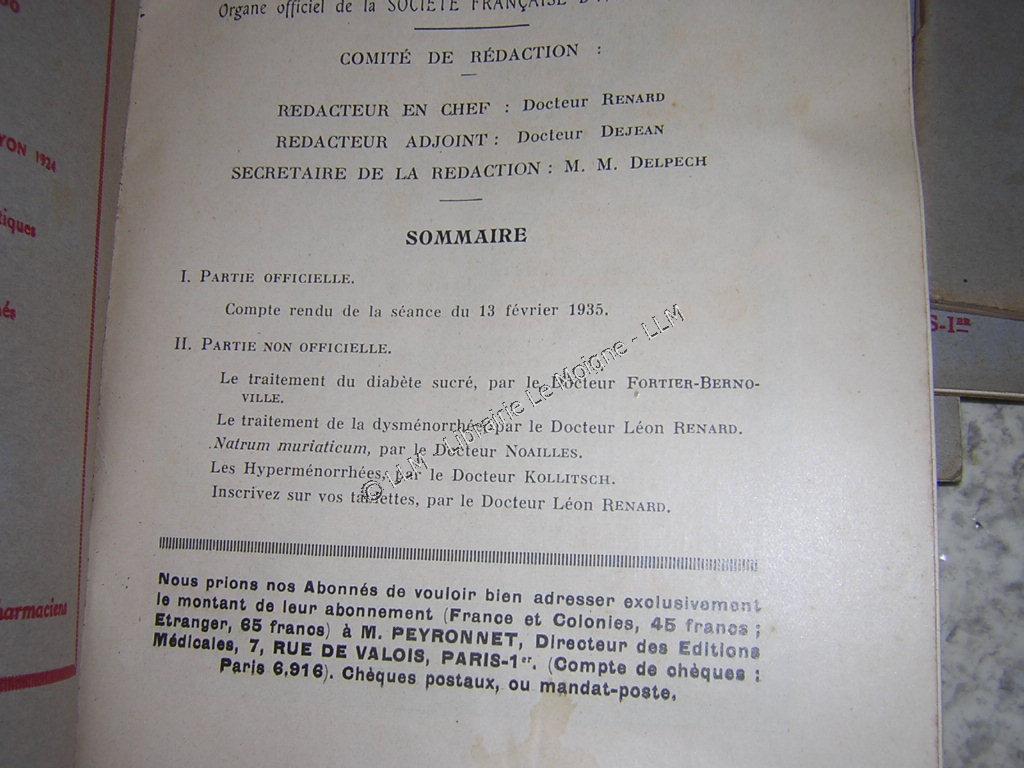 Organe officiel de la SOCIÉTÉ FRANÇAISE
COMITÉ DE RÉDACTION :
REDACTEUR EN CHEF : Docteur RENARD
REDACTEUR ADJOINT : Docteur DEJEAN
SECRETAIRE DE LA REDACTION : M. M. DELPECH
SOMMAIRE
I. PARTIE OFFICIELLE.
Compte rendu de la séance du 13 février 1935.
II. PARTIE NON OFFICIELLE.
Le traitement du diabète sucré, par le Docteur FORTIER-BERNO-
VILLE.
Le traitement de la dysménorrhée, par le Docteur Léon RENARD.
Natrum muriaticum, par le Docteur NOAILLES.
Les Hyperménorrhées, par le Docteur KOLLITSCH.
Inscrivez sur vos tablettes, par le Docteur Léon RENARD.
Nous prions nos Abonnés de vouloir bien adresser exclusivement
le montant de leur abonnement (France et Colonies, 45 francs ;
Etranger, 65 francs) à M. PEYRONNET, Directeur des Editions
Médicales, 7, RUE DE VALOIS, PARIS-1er. (Compte de chèques :
Paris 6.916). Chèques postaux, ou mandat-poste.
© LLM - Librairie Le Moigne - LLM
YON 1924
tiques
és
harmaciens
S-1ER